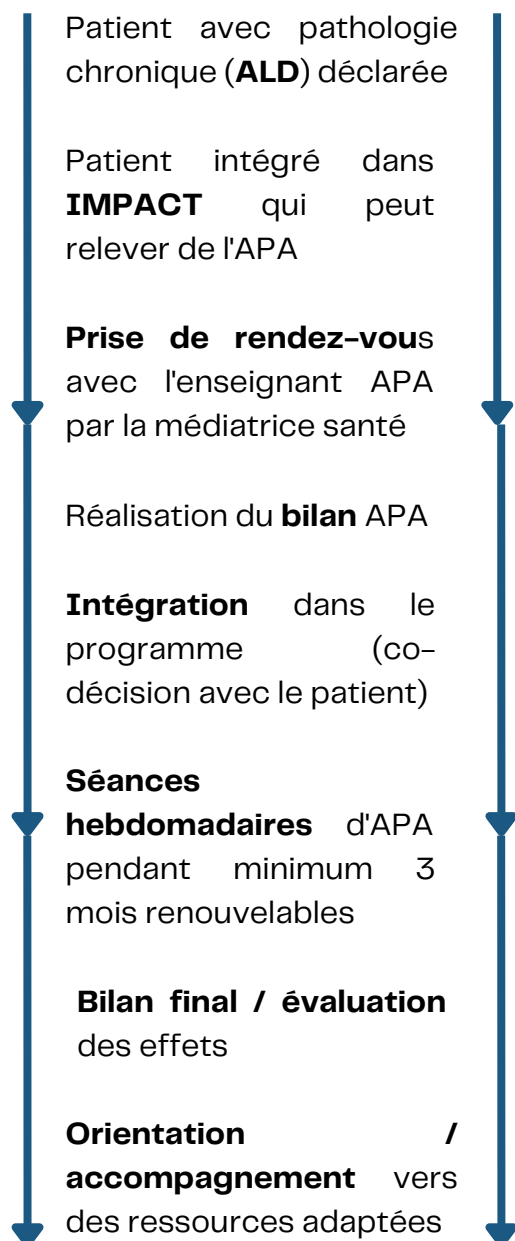 Patient avec pathologie
chronique (ALD) déclarée
Patient intégré dans
IMPACT qui peut
relever de l'APA
Prise de rendez-vous
avec l'enseignant APA
par la médiatrice santé
Réalisation du bilan APA
Intégration dans le
programme (co-
décision avec le patient)
Séances
hebdomadaires d'APA
pendant minimum 3
mois renouvelables
Bilan final / évaluation
des effets
Orientation /
accompagnement vers
des ressources adaptées